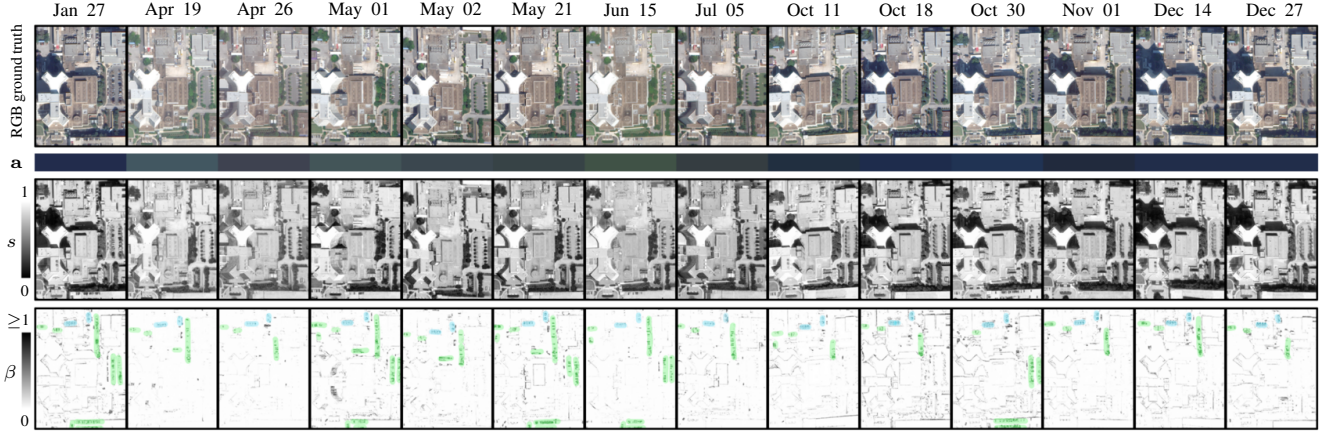 Jan 27 Apr 19 Apr 26 May 01 May 02 May 21 Jun 15 Jul 05 Oct 11 Oct 18 Oct 30 Nov 01 Dec 14 Dec 27
RGB ground truth
a
1
s
0
≥1
β
0